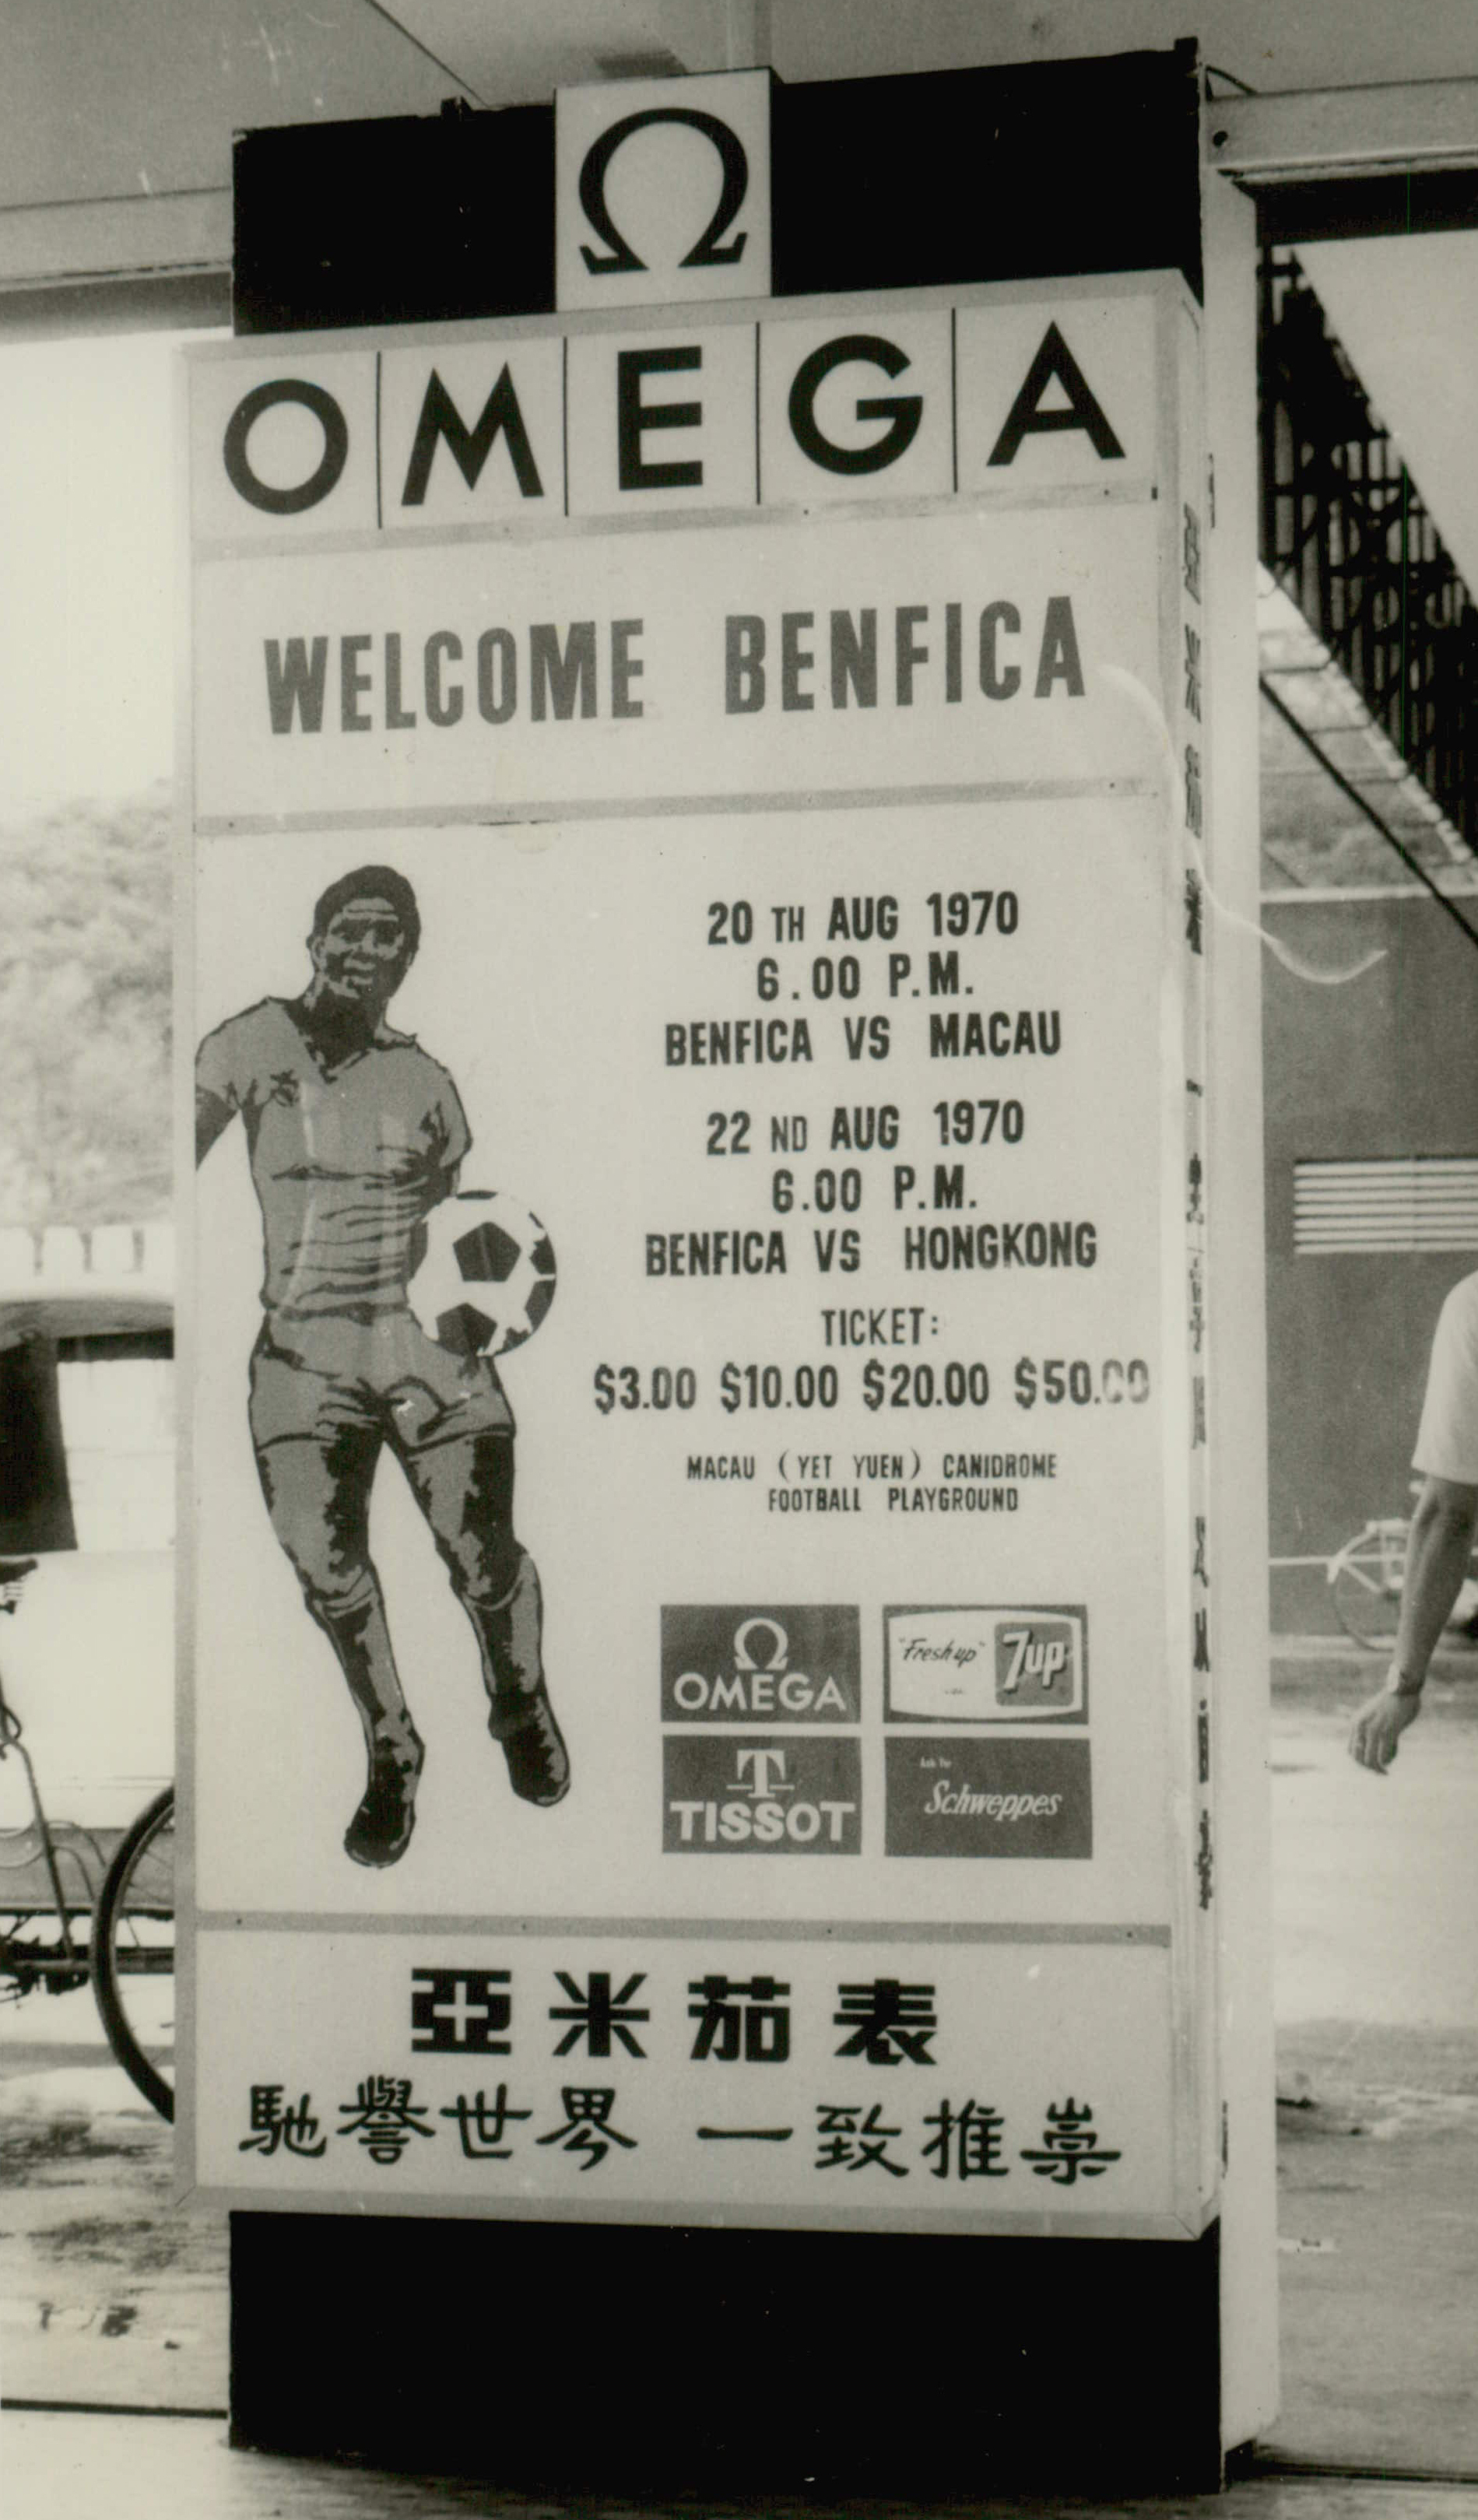 Ω
OMEGA
WELCOME BENFICA
20 TH AUG 1970
6.00 P.M.
BENFICA VS MACAU
22 ND AUG 1970
6.00 P.M.
BENFICA VS HONGKONG
TICKET:
$3.00 $10.00 $20.00 $50.00
MACAU (YET YUEN) CANIDROME
FOOTBALL PLAYGROUND
Ω
OMEGA
"Fresh up" 7up
T
TISSOT
Schweppes
亞米茄表
馳譽世界 一致推崇